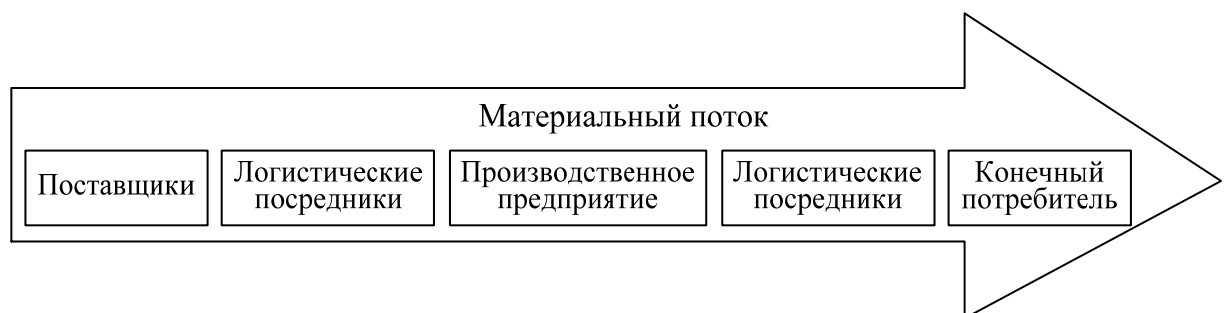 Материальный поток
Поставщики
Логистические
посредники
Производственное
предприятие
Логистические
посредники
Конечный
потребитель